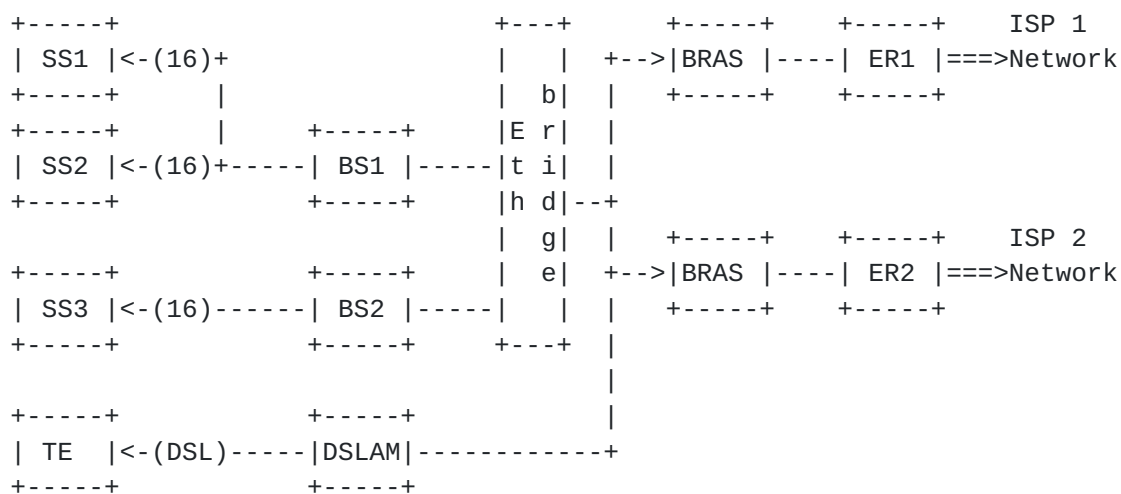 +-----+                        +---+      +-----+    +-----+    ISP 1
| SS1 |<-(16)+                 |   |  +-->|BRAS |----| ER1 |===>Network
+-----+      |                 |  b|  |   +-----+    +-----+
+-----+      |     +-----+     |E r|  |
| SS2 |<-(16)+-----| BS1 |-----|t i|  |
+-----+            +-----+     |h d|--+
                               |  g|  |   +-----+    +-----+    ISP 2
+-----+            +-----+     |  e|  +-->|BRAS |----| ER2 |===>Network
| SS3 |<-(16)------| BS2 |-----|   |  |   +-----+    +-----+
+-----+            +-----+     +---+  |
                                      |
+-----+            +-----+            |
| TE  |<-(DSL)-----|DSLAM|------------+
+-----+            +-----+